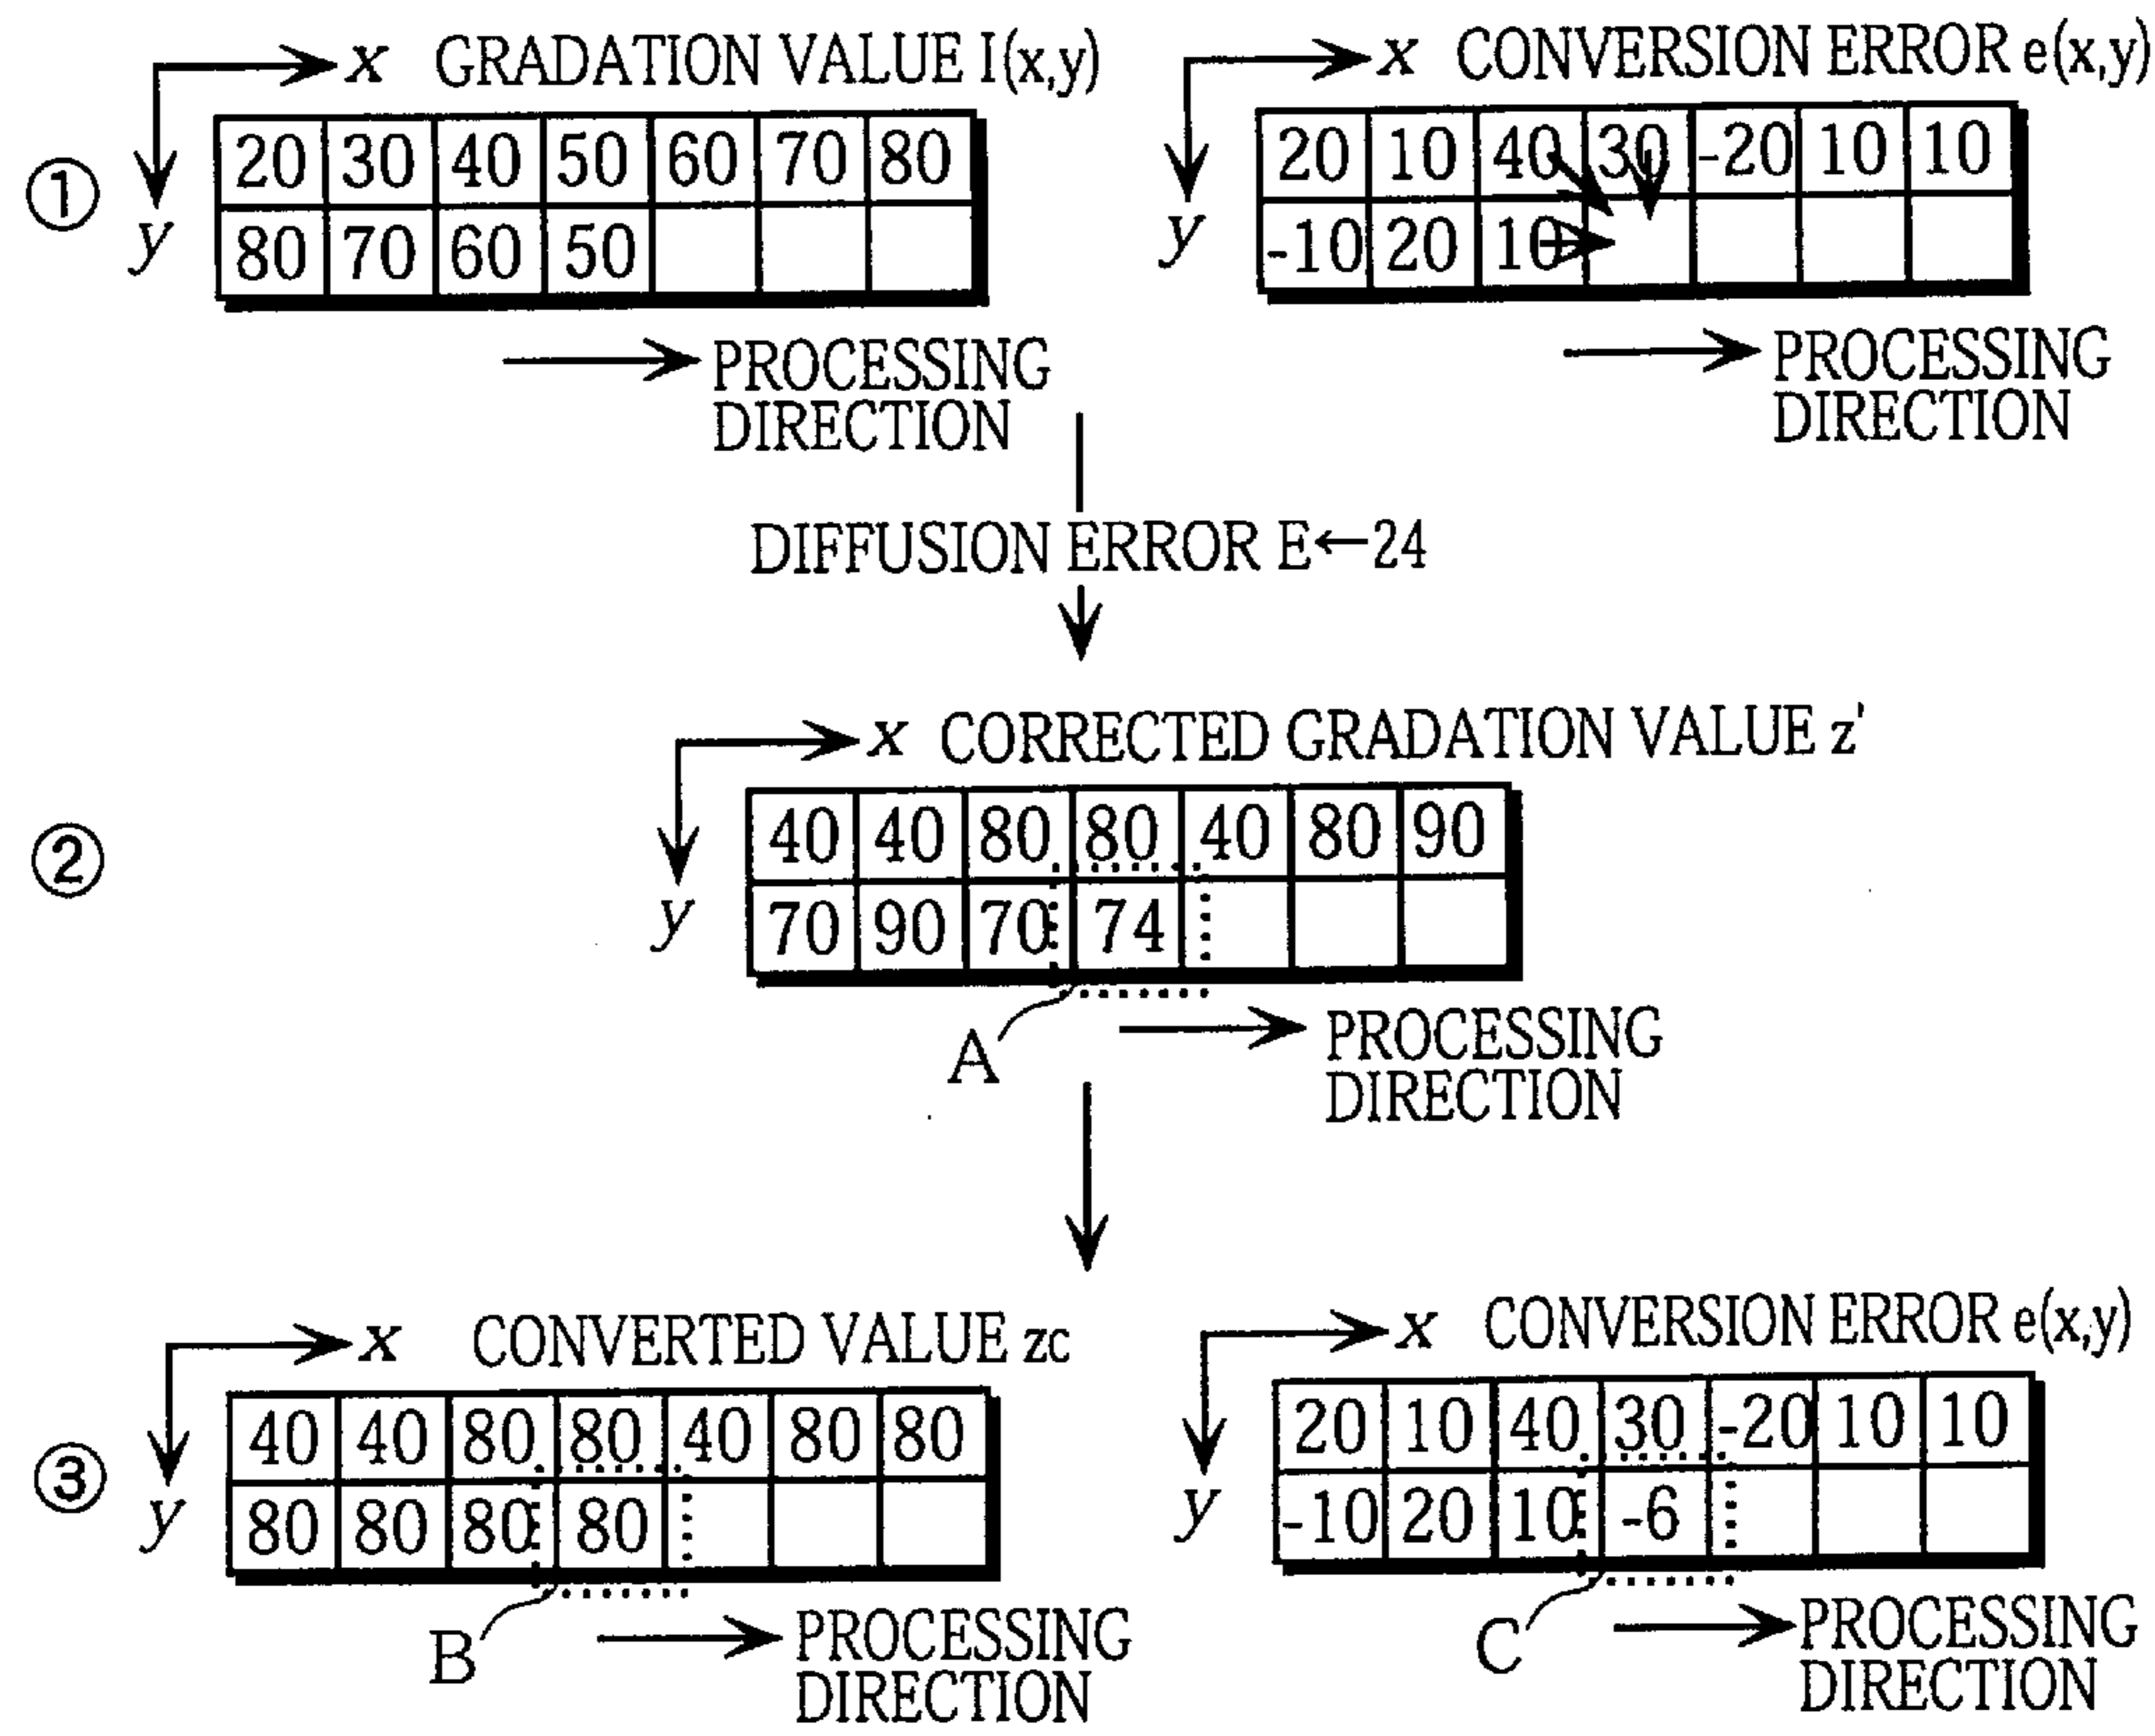 x GRADATION VALUE I(x,y)
x CONVERSION ERROR e(x,y)
①
y
20 30 40 50 60 70 80
80 70 60 50
y
20 10 40 30 -20 10 10
-10 20 10
PROCESSING
DIRECTION
PROCESSING
DIRECTION
DIFFUSION ERROR E←24
x CORRECTED GRADATION VALUE z'
②
y
40 40 80 80 40 80 90
70 90 70 74
A
PROCESSING
DIRECTION
x CONVERTED VALUE zc
x CONVERSION ERROR e(x,y)
③
y
40 40 80 80 40 80 80
80 80 80 80
y
20 10 40 30 -20 10 10
-10 20 10 -6
B
PROCESSING
DIRECTION
C
PROCESSING
DIRECTION